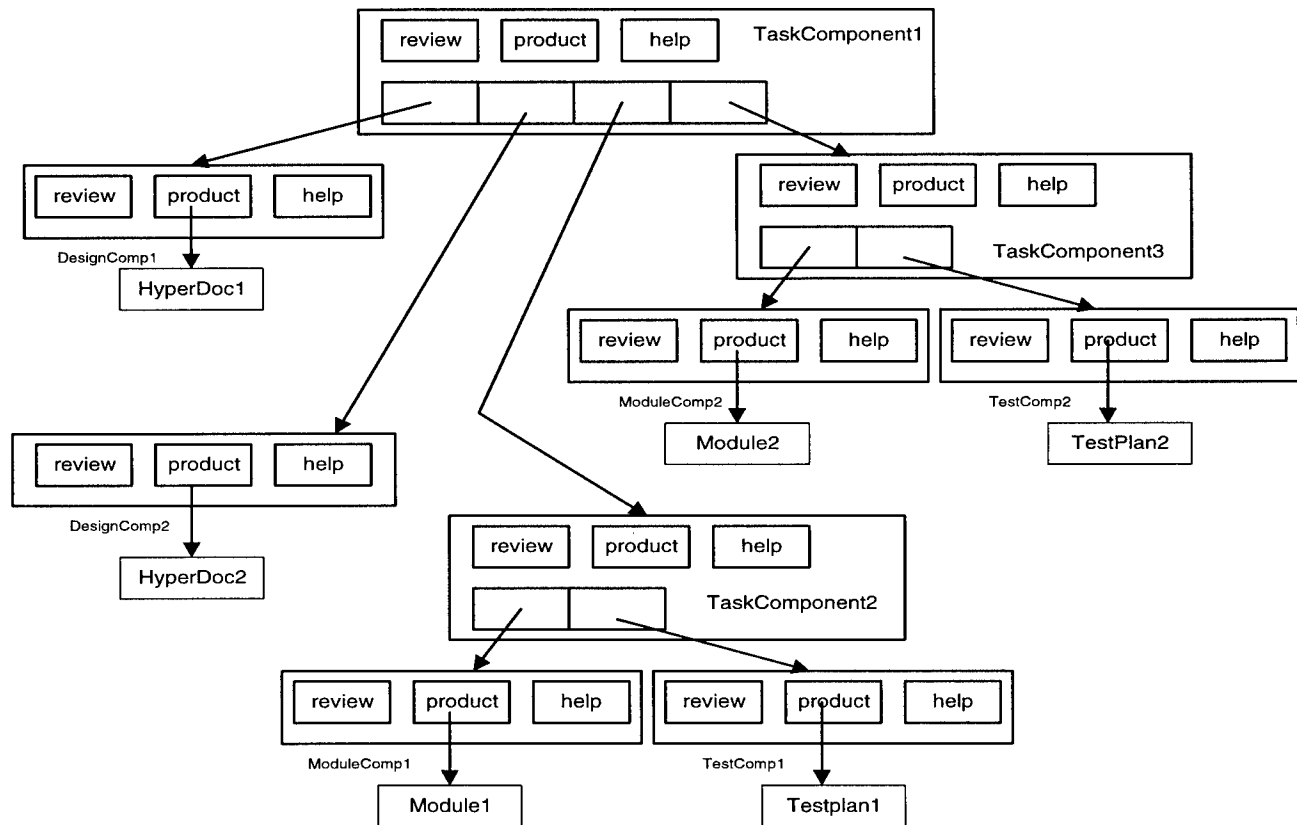 review product help TaskComponent1
review product help
DesignComp1
HyperDoc1
review product help
TaskComponent3
review product help
ModuleComp2
Module2
review product help
TestComp2
TestPlan2
review product help
DesignComp2
HyperDoc2
review product help
TaskComponent2
review product help
ModuleComp1
Module1
review product help
TestComp1
Testplan1